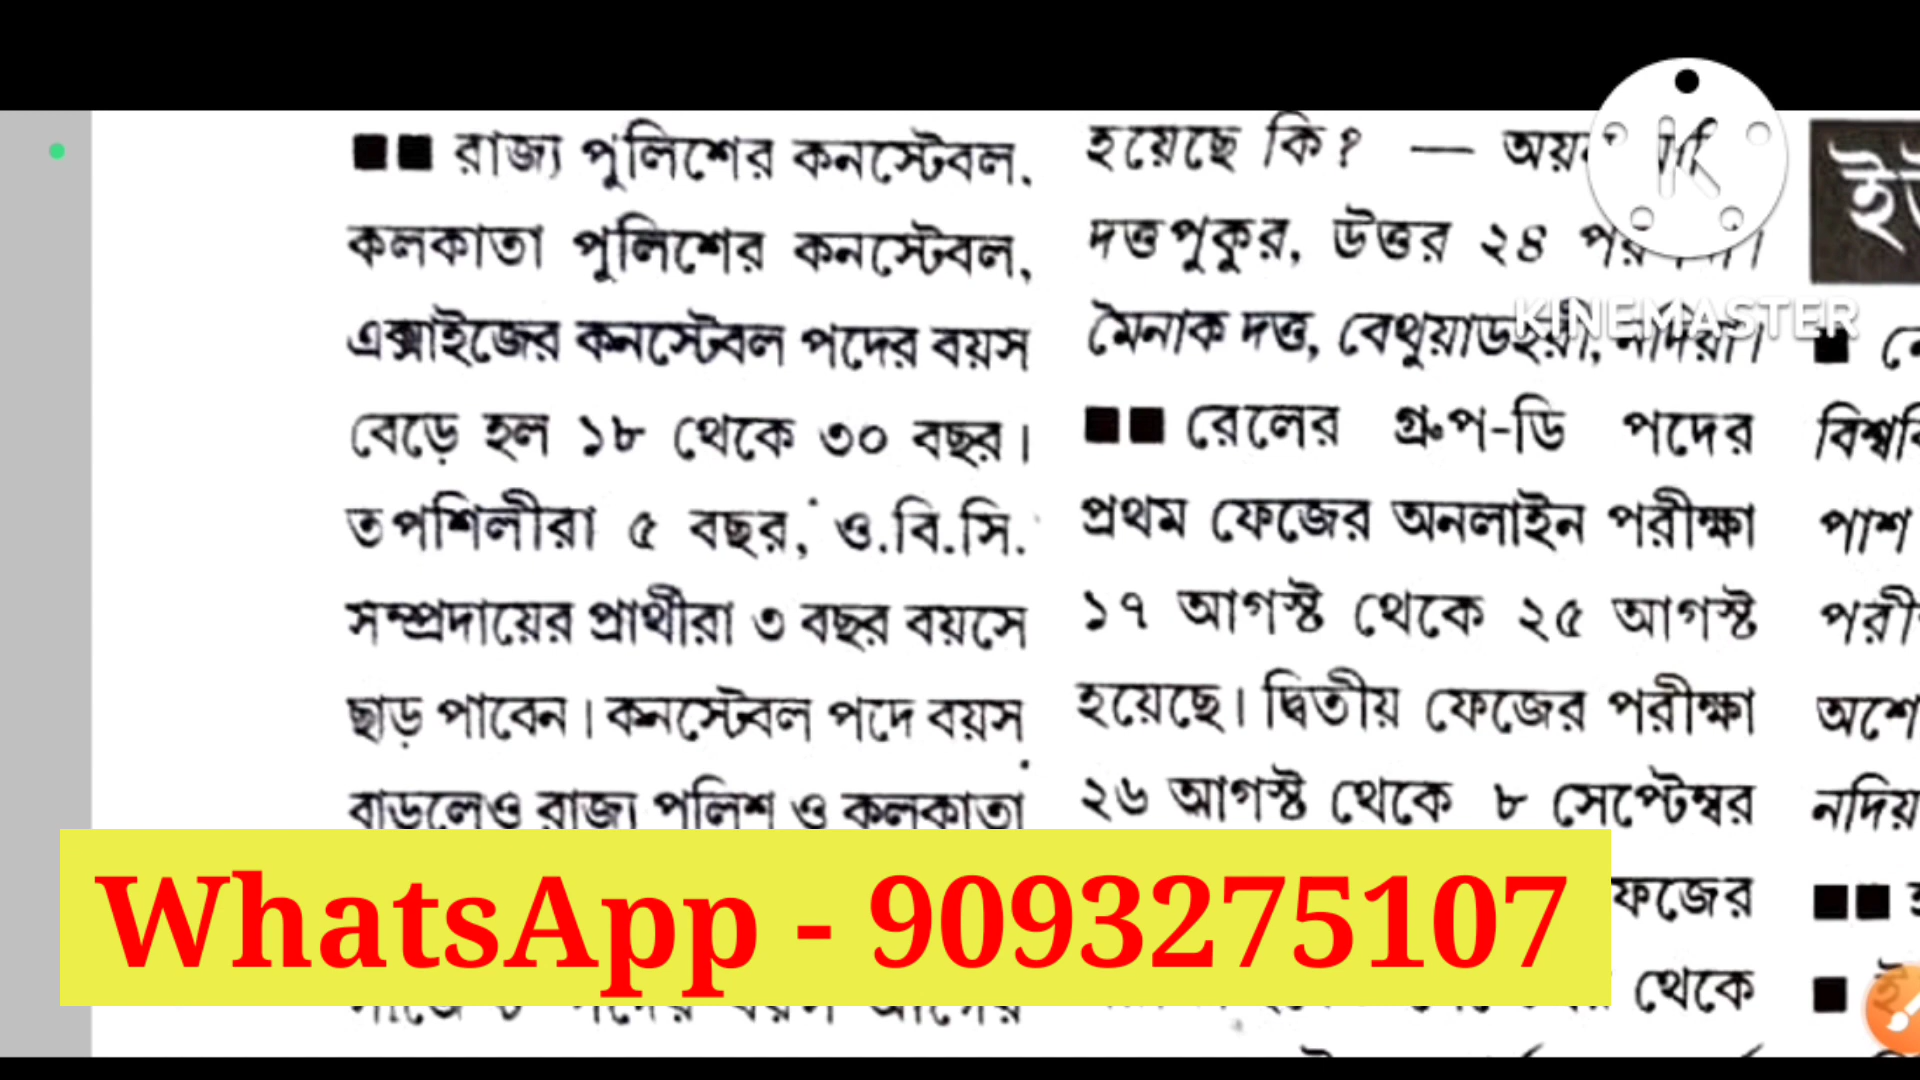 ■■ রাজ্য পুলিশের কনস্টেবল.
কলকাতা পুলিশের কনস্টেবল,
এক্সাইজের কনস্টেবল পদের বয়স
বেড়ে হল ১৮ থেকে ৩০ বছর।
তপশিলীরা ৫ বছর, ও.বি.সি.
সম্প্রদায়ের প্রার্থীরা ৩ বছর বয়সে
ছাড় পাবেন। কনস্টেবল পদে বয়স
বাড়লেও রাজ্য পুলিশ ও কলকাতা
হয়েছে কি? —
দত্তপুকুর, উত্তর ২৪
মৈনাক দত্ত, বেথুয়াডহরী, নদিয়া।
■■ রেলের গ্রুপ-ডি পদের
প্রথম ফেজের অনলাইন পরীক্ষা
১৭ আগস্ট থেকে ২৫ আগস্ট
হয়েছে। দ্বিতীয় ফেজের পরীক্ষা
২৬ আগস্ট থেকে ৮ সেপ্টেম্বর
ফেজের
থেকে
পাশ
KINEMASTER
WhatsApp - 9093275107